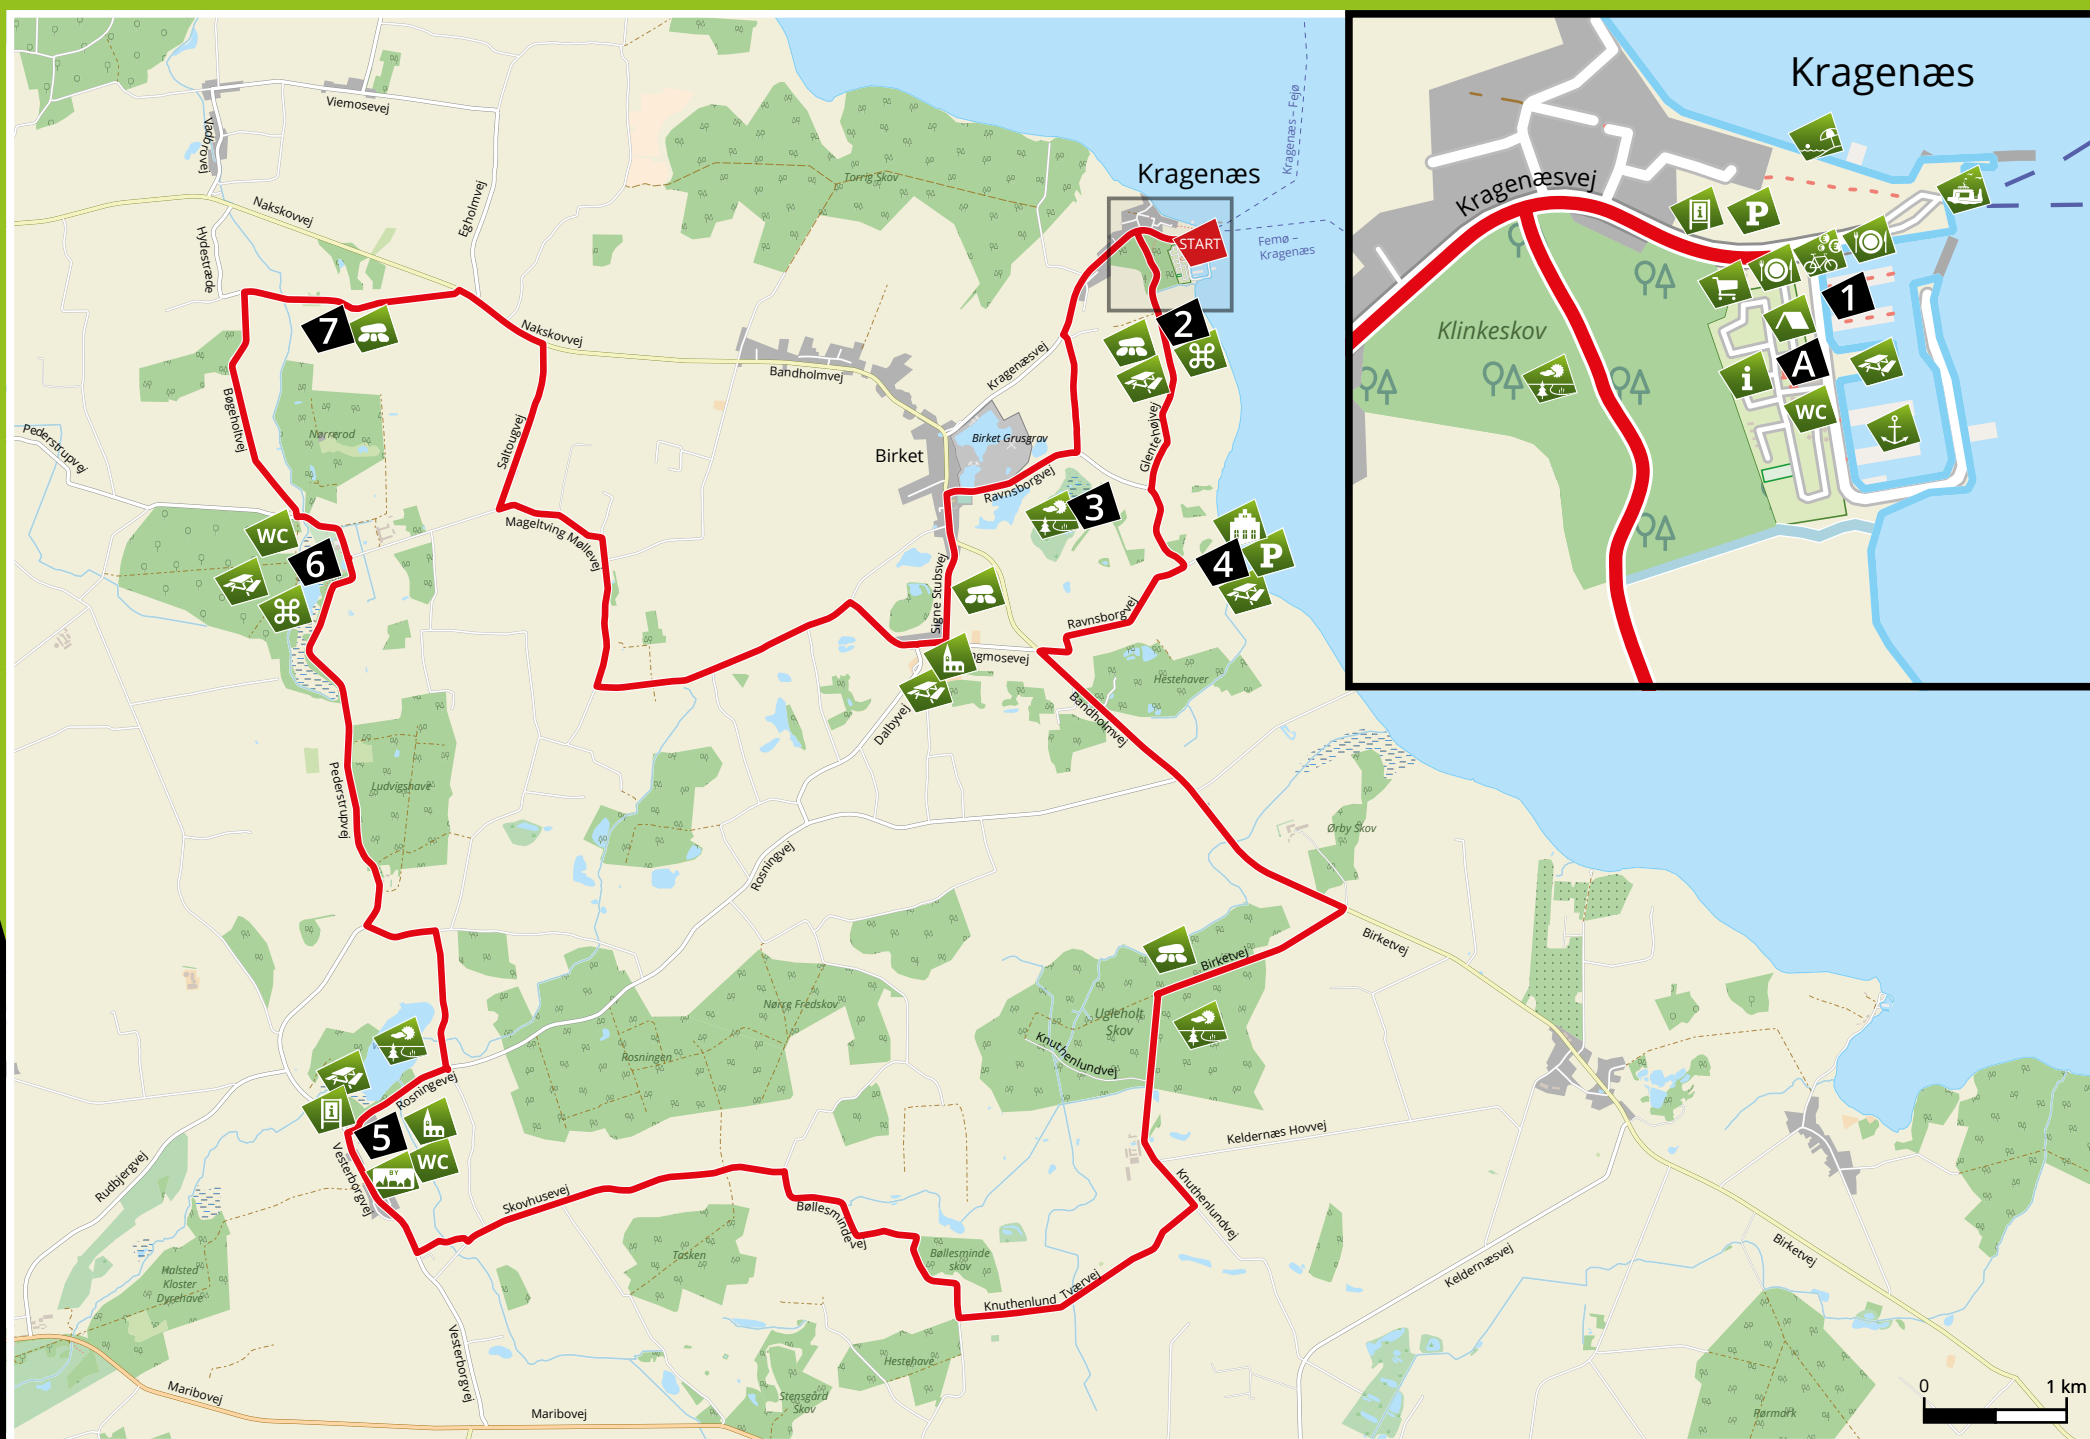 Viemosevej
Vadbrovej
Nakskovvej
Hydestræde
Egholmvej
Torrig Skov
Kragenæs
Kragenæs – Fejø
START
Femø –
Kragenæs
2
7
Nakskovvej
Bandholmvej
Kragenæsvej
Bøgeholtvej
Nørrerod
Saltougvej
Pederstrupvej
Birket
Birket Grusgrav
Glentehøjvej
Ravnsborgvej
3
Mageltving Møllevej
WC
6
4
P
Signe Stubsvej
Ravnsborgvej
ngmosevej
Hestehaver
Dalbyvej
Bandholmvej
Pederstrupvej
Ludvigshave
Rosningvej
Ørby Skov
Birketvej
Birketvej
Nørre Fredskov
Ugleholt
Skov
Knuthenlundvej
Rosningen
Rosningevej
i
5
WC
BY
Vesterborgvej
Rudbjergvej
Keldernæs Hovvej
Knuthenlundvej
Skovhusevej
Bøllesmindevej
Tasken
Bøllesminde
skov
Knuthenlund Tværvej
Keldernæsvej
Birketvej
Halsted
Kloster
Dyrehave
Vesterborgvej
Hestehave
Stensgård
Skov
Maribovej
Maribovej
Rørmark
0
1 km
Kragenæs
Kragenæsvej
i
P
1
Klinkeskov
A
i
WC